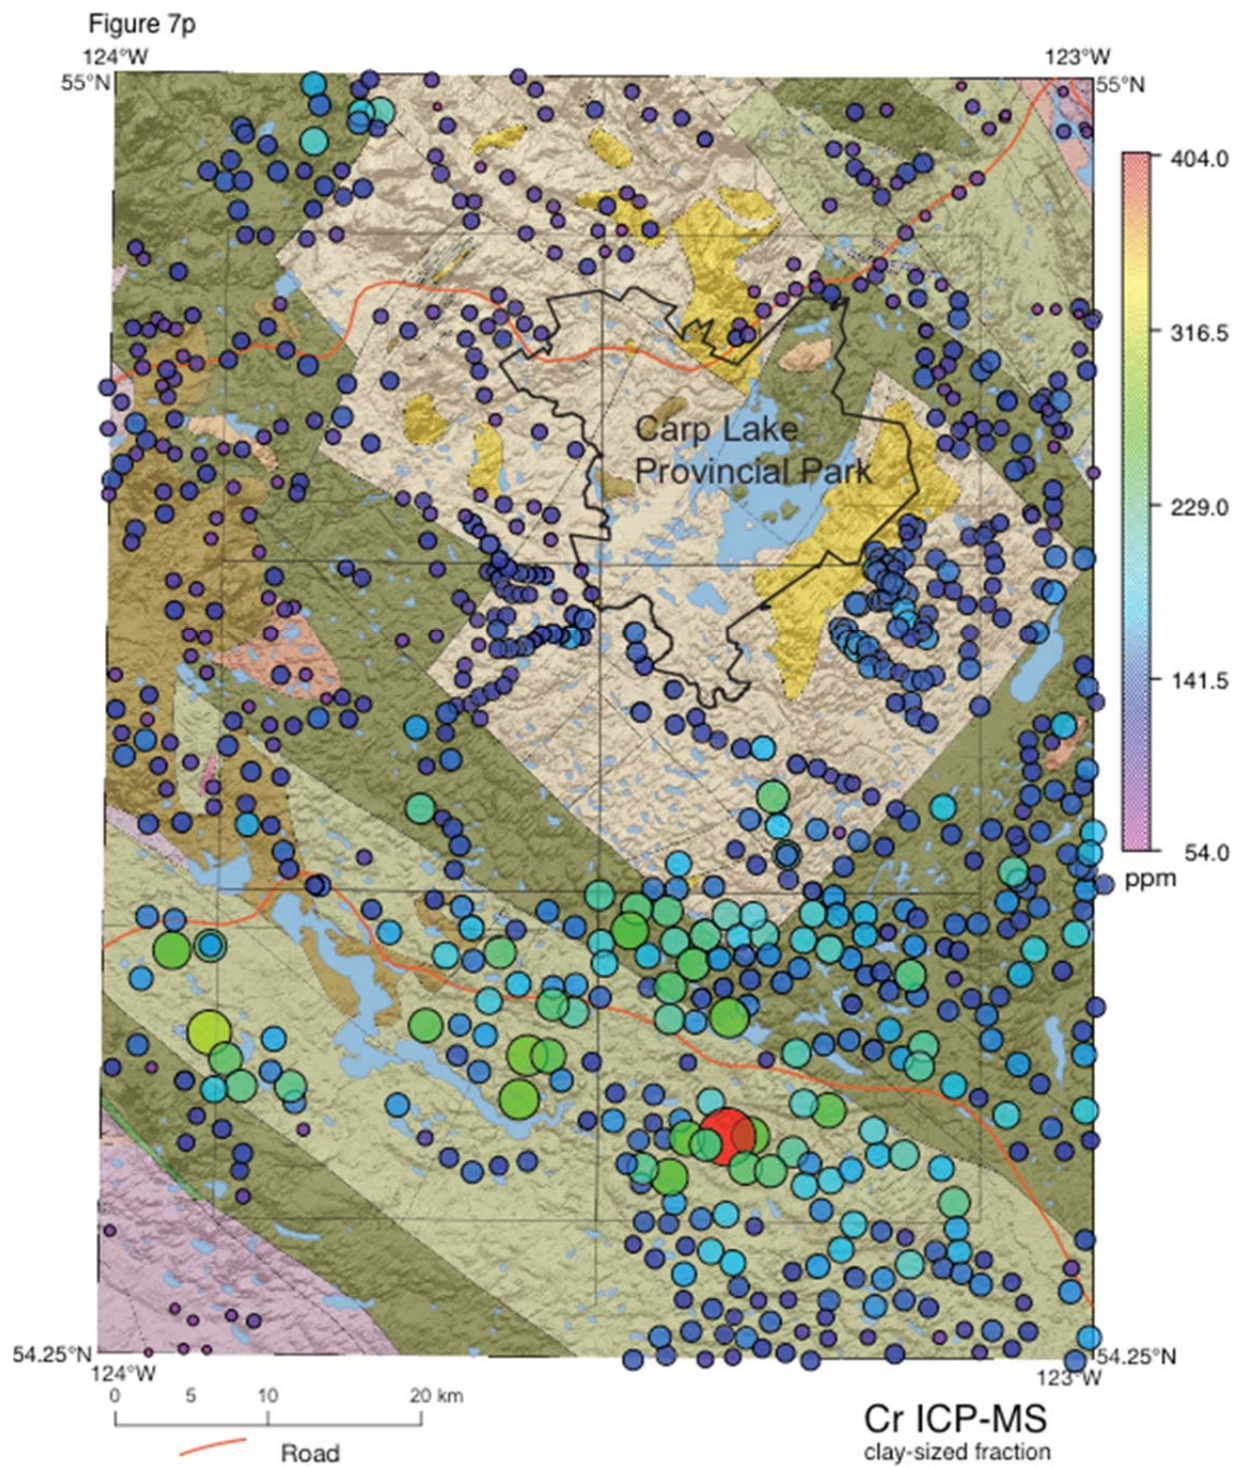 Figure 7p
124°W
123°W
55°N
55°N
404.0
316.5
229.0
141.5
54.0
ppm
Carp Lake
Provincial Park
54.25°N
54.25°N
124°W
123°W
0 5 10 20 km
Road
Cr ICP-MS
clay-sized fraction